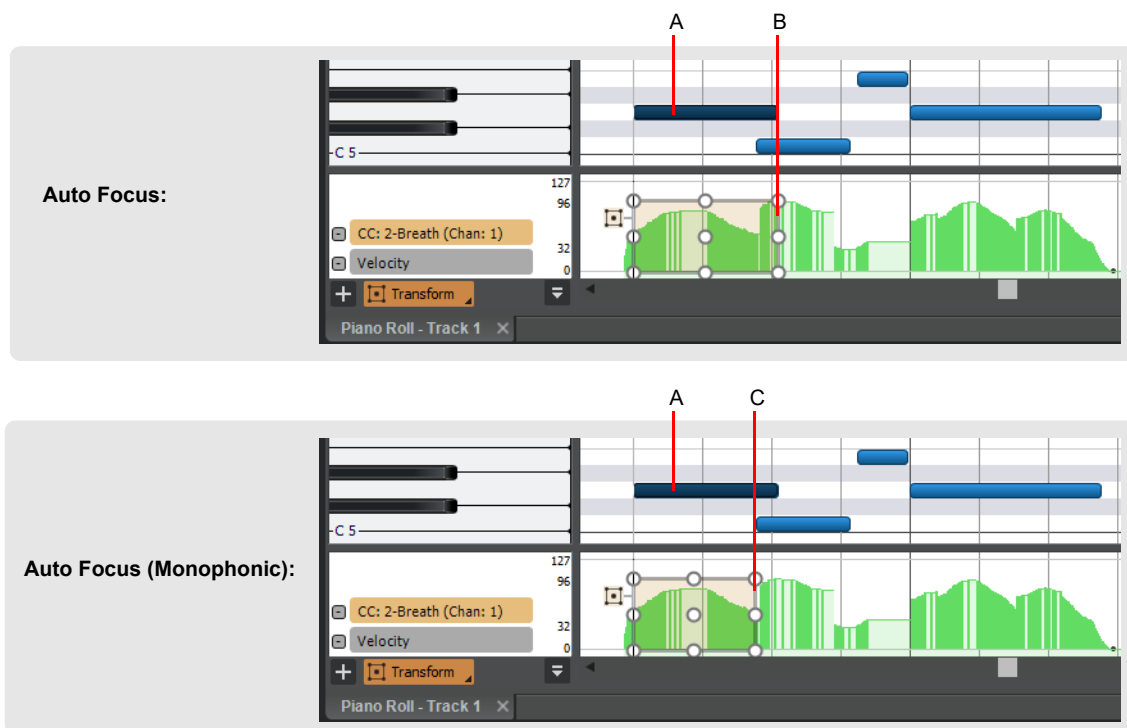 A B
Auto Focus:
C 5
127
96
32
0
CC: 2-Breath (Chan: 1)
Velocity
Transform
Piano Roll - Track 1
A C
Auto Focus (Monophonic):
C 5
127
96
32
0
CC: 2-Breath (Chan: 1)
Velocity
Transform
Piano Roll - Track 1